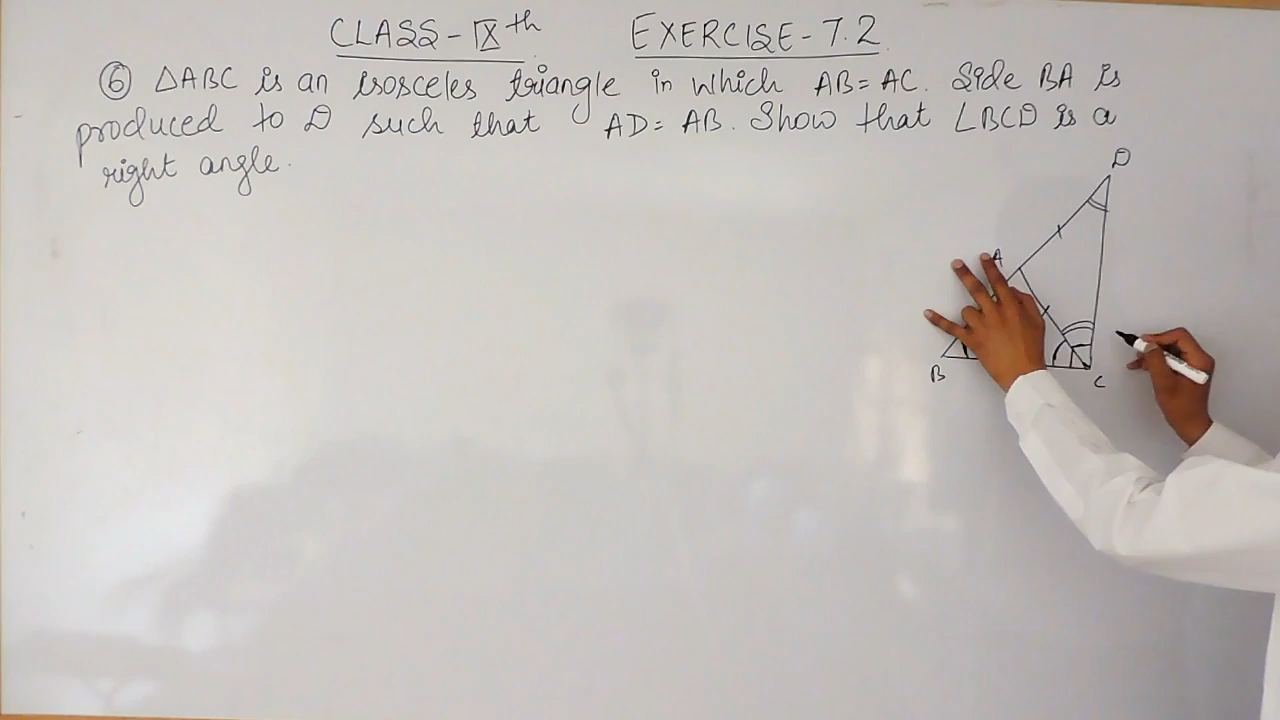 CLASS-IXth EXERCISE-7.2
⑥ △ABC is an isosceles triangle in which AB=AC. Side BA is
produced to D such that AD=AB. Show that ∠BCD is a
right angle.
D
A
B
C